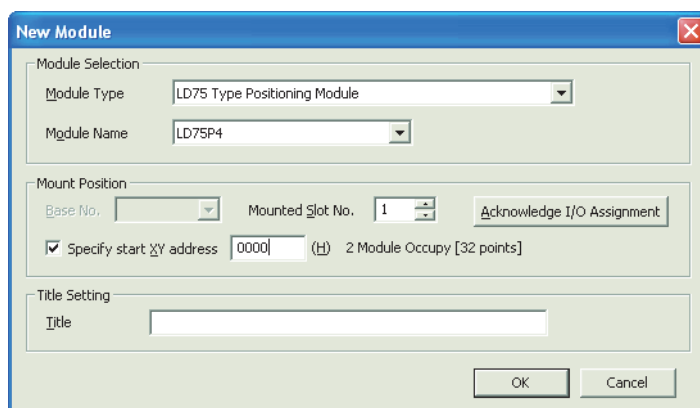 New Module
Module Selection
Module Type LD75 Type Positioning Module
Module Name LD75P4
Mount Position
Base No. Mounted Slot No. 1 Acknowledge I/O Assignment
Specify start XY address 0000 (H) 2 Module Occupy [32 points]
Title Setting
Title
OK Cancel